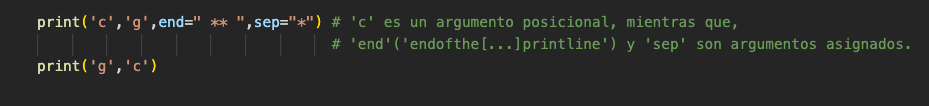 print('c','g',end=" ** ",sep="*") # 'c' es un argumento posicional, mientras que,
# 'end'('endofthe[...]printline') y 'sep' son argumentos asignados.
print('g','c')